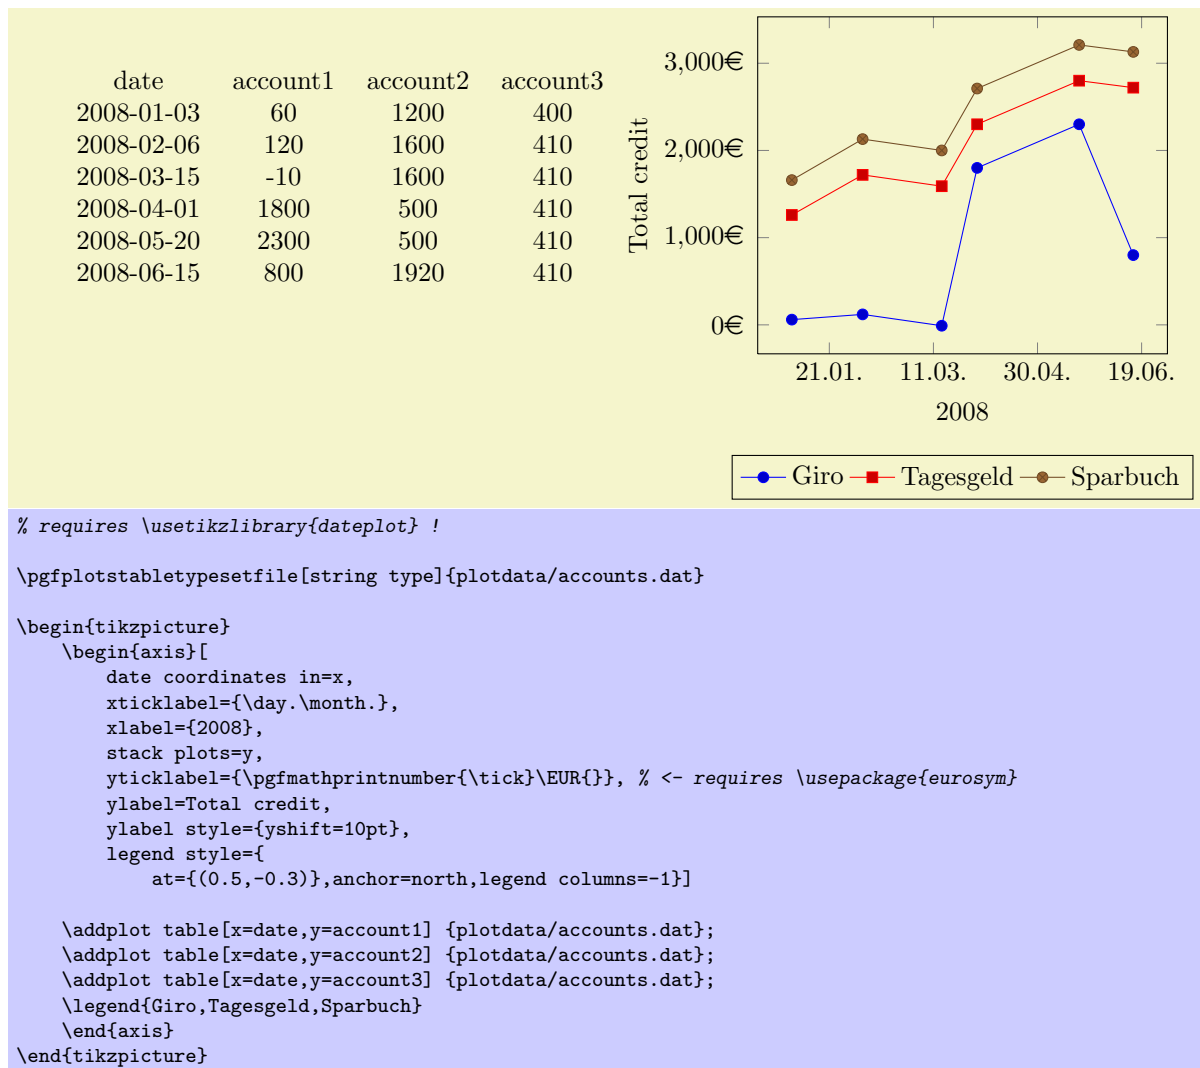 date account1 account2 account3
2008-01-03 60 1200 400
2008-02-06 120 1600 410
2008-03-15 -10 1600 410
2008-04-01 1800 500 410
2008-05-20 2300 500 410
2008-06-15 800 1920 410
Total credit
3,000€
2,000€
1,000€
0€
21.01. 11.03. 30.04. 19.06.
2008
Giro Tagesgeld Sparbuch
% requires \usetikzlibrary{dateplot} !
\pgfplotstabletypesetfile[string type]{plotdata/accounts.dat}
\begin{tikzpicture}
\begin{axis}[
date coordinates in=x,
xticklabel={\day.\month.},
xlabel={2008},
stack plots=y,
yticklabel={\pgfmathprintnumber{\tick}\EUR{}}, % <- requires \usepackage{eurosym}
ylabel=Total credit,
ylabel style={yshift=10pt},
legend style={
at={(0.5,-0.3)},anchor=north,legend columns=-1}]
\addplot table[x=date,y=account1] {plotdata/accounts.dat};
\addplot table[x=date,y=account2] {plotdata/accounts.dat};
\addplot table[x=date,y=account3] {plotdata/accounts.dat};
\legend{Giro,Tagesgeld,Sparbuch}
\end{axis}
\end{tikzpicture}